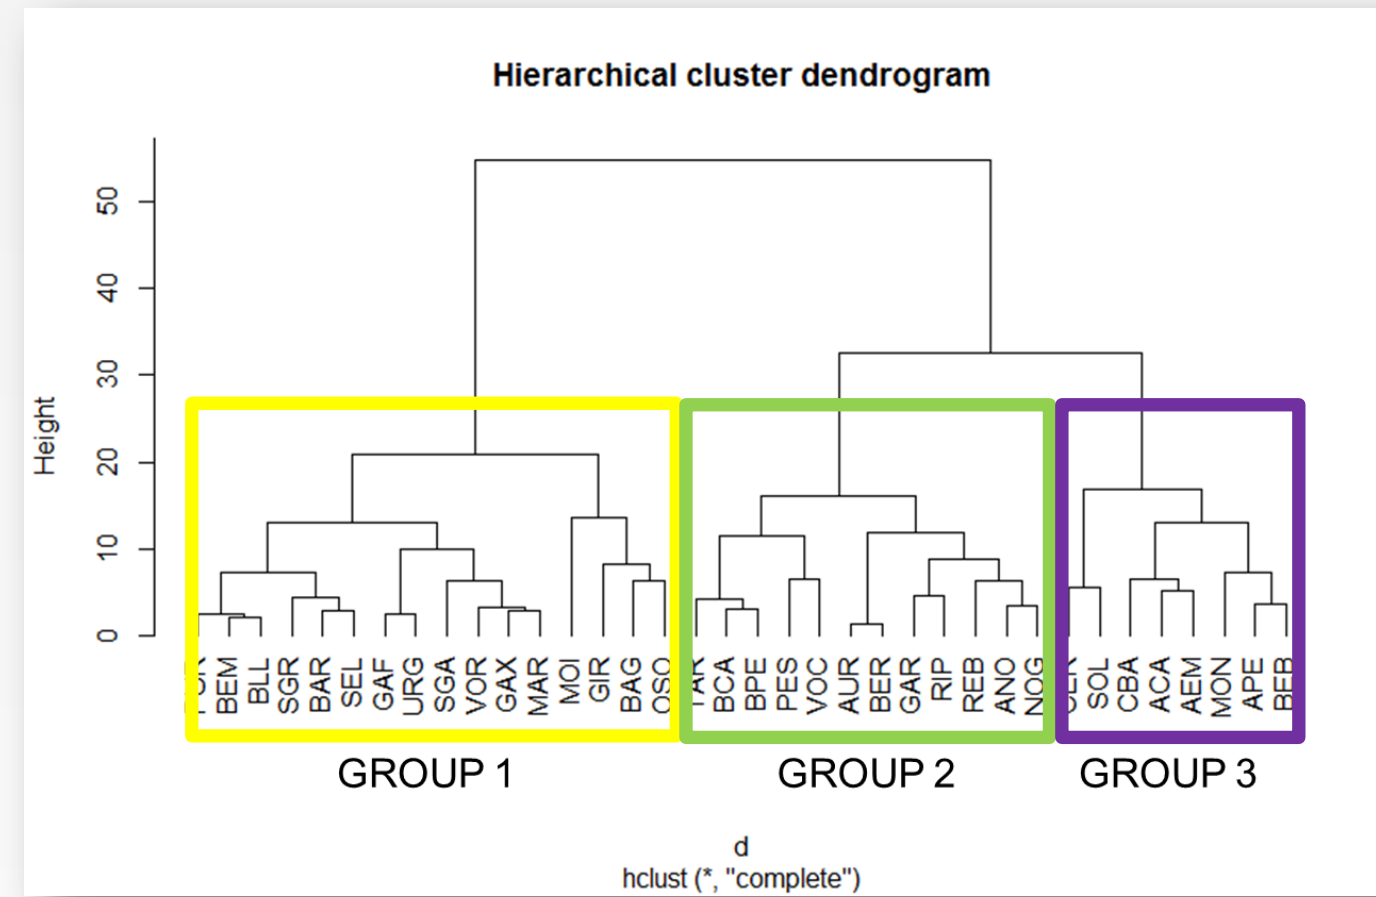 Hierarchical cluster dendrogram
Height
50
40
30
20
10
0
BEM
BLL
SGR
BAR
SEL
GAF
URG
SGA
VOR
GAX
MAR
MOI
GIR
BAG
OSO
BCA
BPE
PES
VOC
AUR
BER
GAR
RIP
REB
ANO
NOG
SOL
CBA
ACA
AEM
MON
APE
BEB
GROUP 1
GROUP 2
GROUP 3
d
hclust (*, "complete")